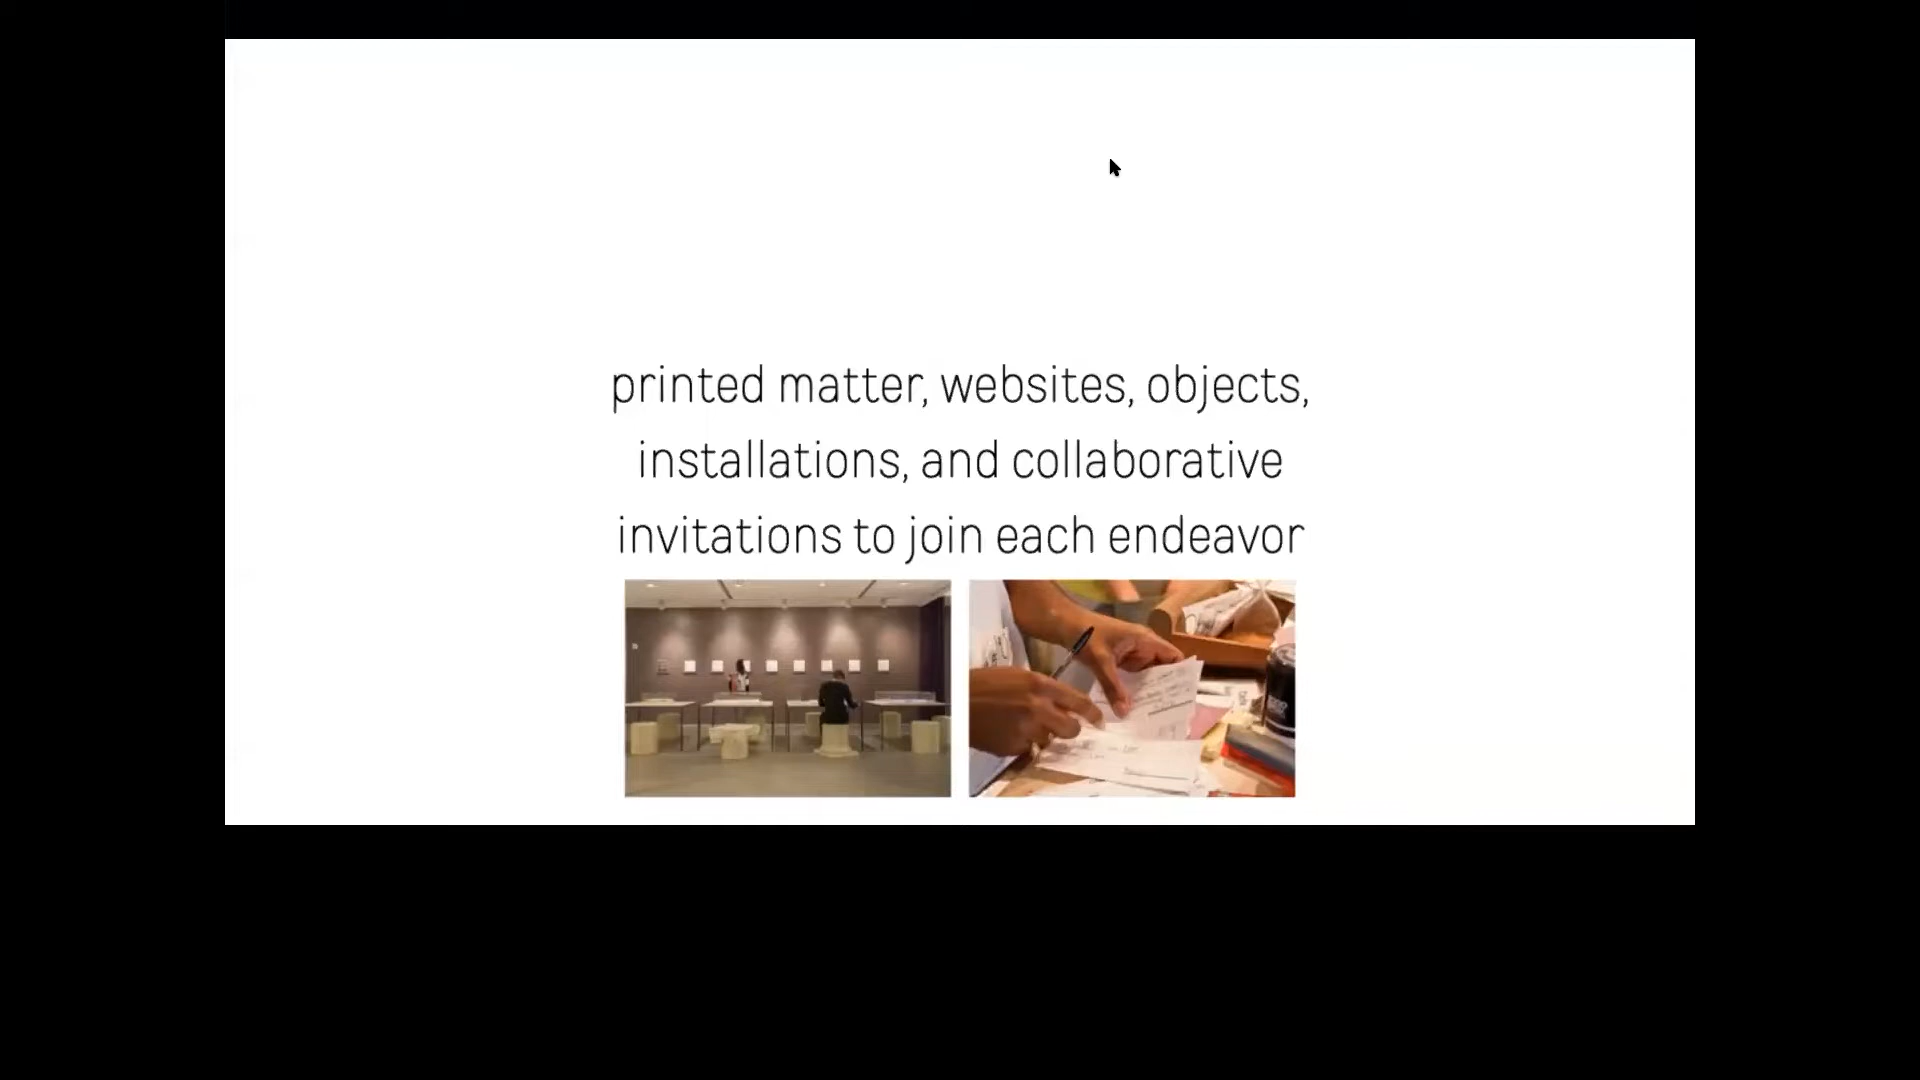 printed matter, websites, objects,
installations, and collaborative
invitations to join each endeavor